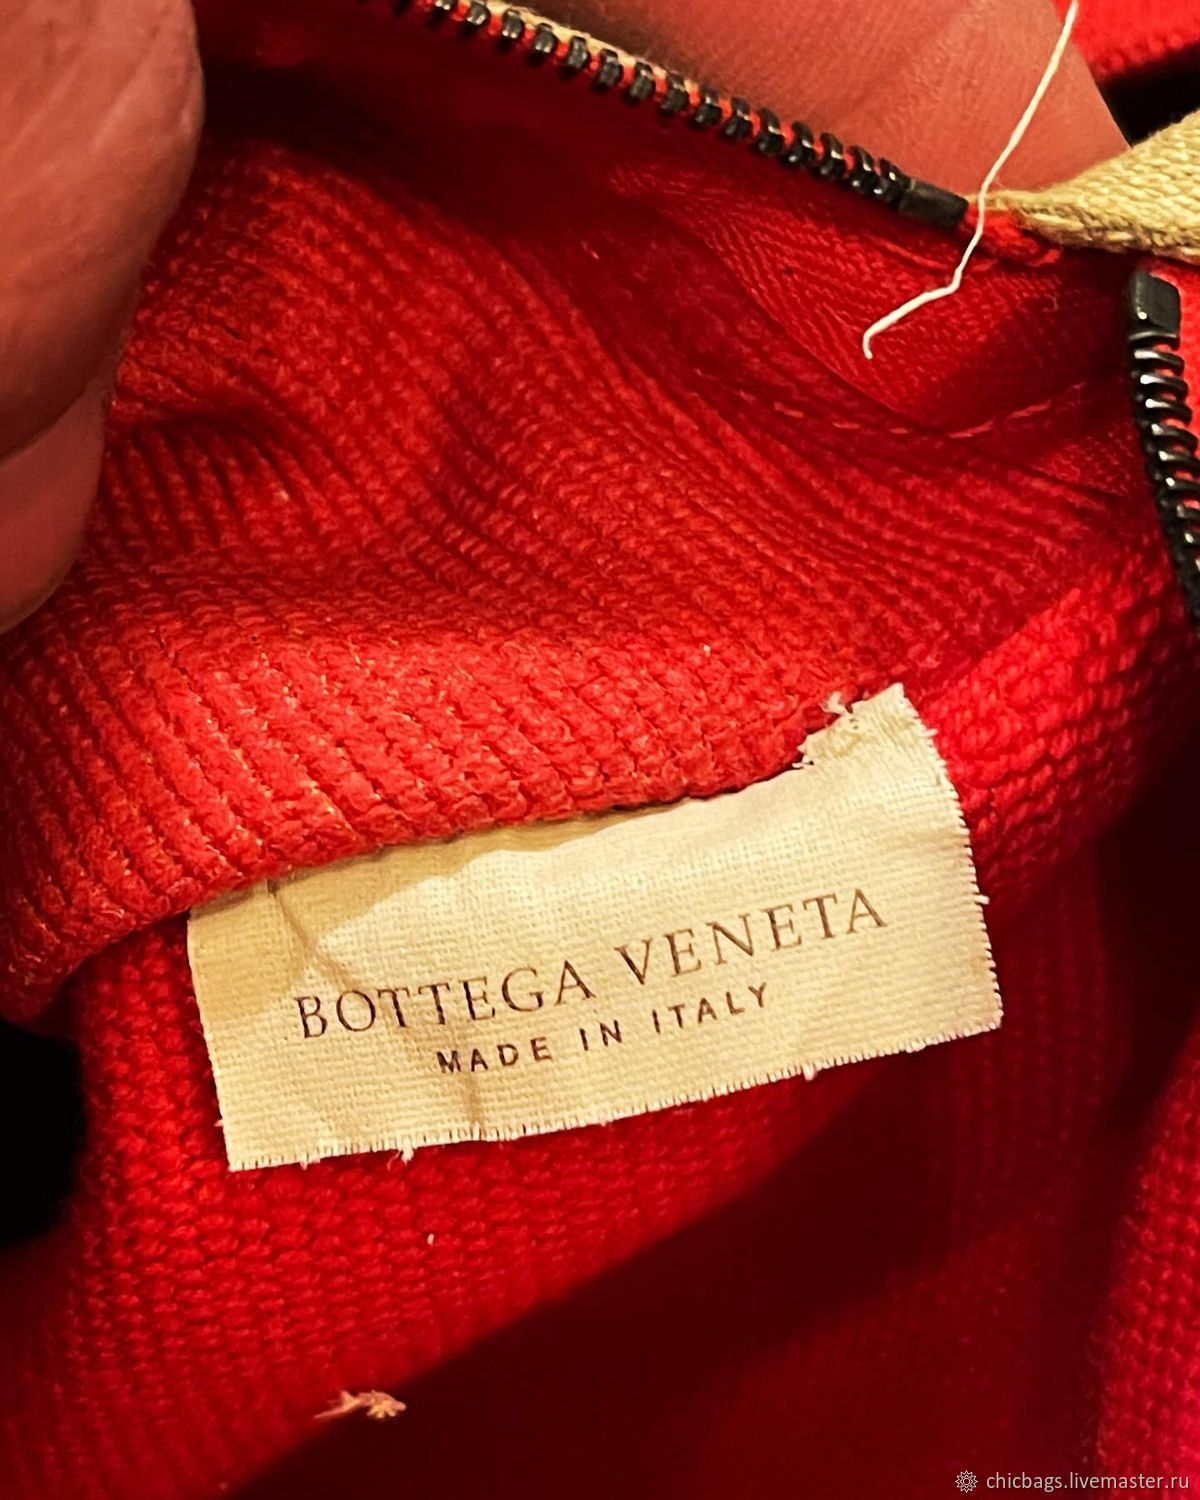 BOTTEGA VENETA
MADE IN ITALY
chicbags.livemaster.ru